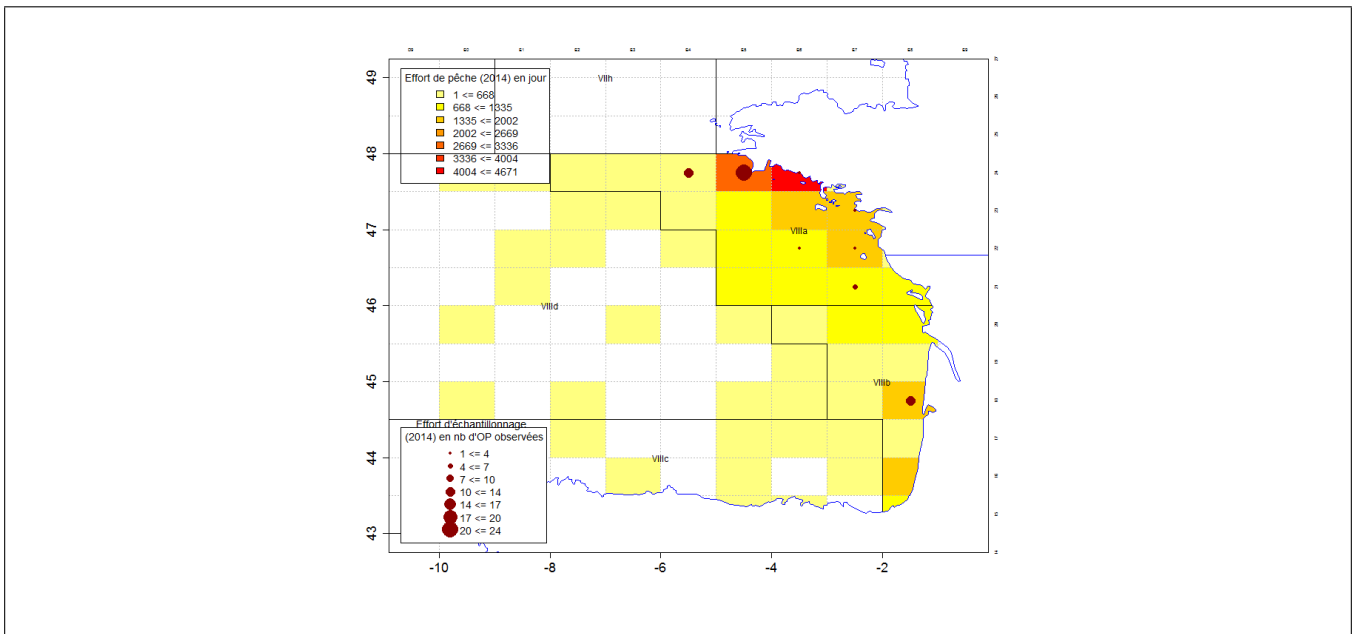 Effort de pêche (2014) en jour
1 <= 668
668 <= 1335
1335 <= 2002
2002 <= 2669
2669 <= 3336
3336 <= 4004
4004 <= 4671
VIIh
VIIIa
VIIId
VIIIb
VIIIc
Effort d'échantillonnage
(2014) en nb d'OP observées
1 <= 4
4 <= 7
7 <= 10
10 <= 14
14 <= 17
17 <= 20
20 <= 24
49
48
47
46
45
44
43
-10
-8
-6
-4
-2